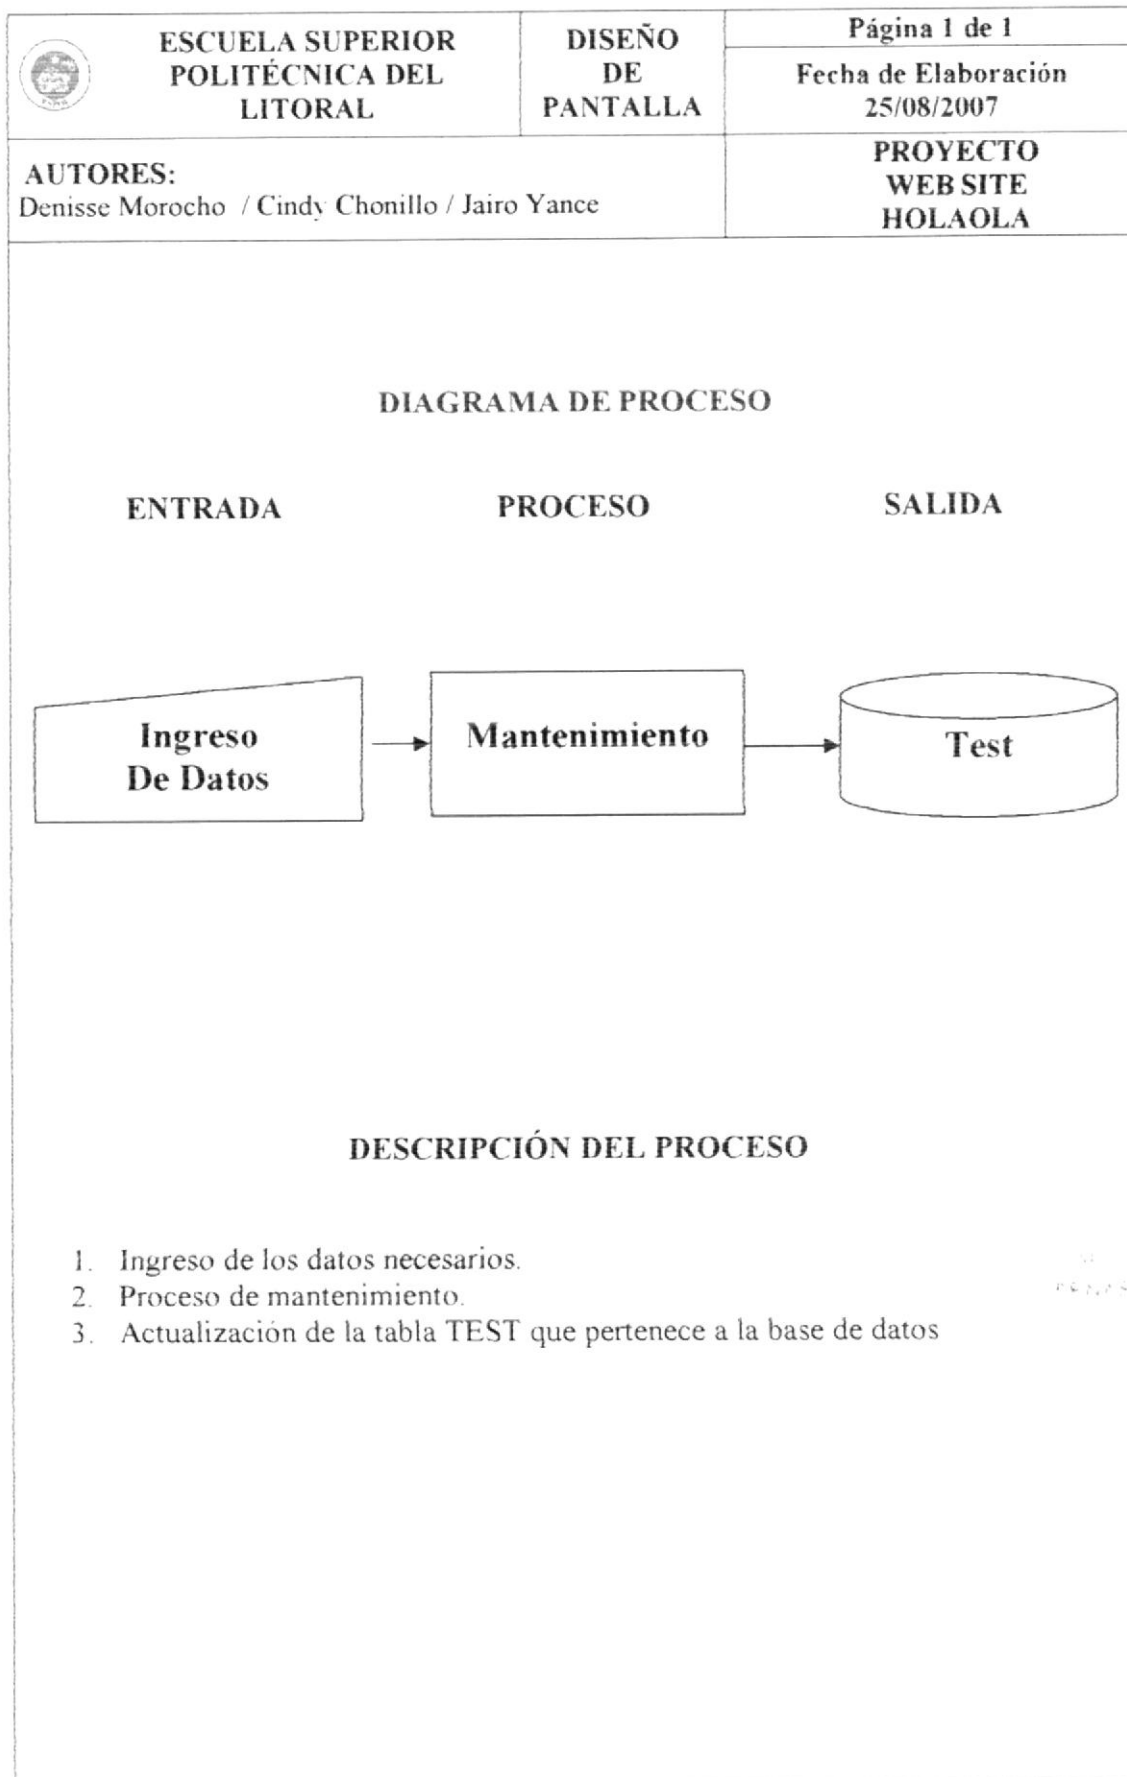 ESCUELA SUPERIOR
POLITÉCNICA DEL
LITORAL
DISEÑO
DE
PANTALLA
Página 1 de 1
Fecha de Elaboración
25/08/2007
AUTORES:
Denisse Morocho / Cindy Chonillo / Jairo Yance
PROYECTO
WEB SITE
HOLAOLA
DIAGRAMA DE PROCESO
ENTRADA
PROCESO
SALIDA
Ingreso
De Datos
Mantenimiento
Test
DESCRIPCIÓN DEL PROCESO
1. Ingreso de los datos necesarios.
2. Proceso de mantenimiento.
3. Actualización de la tabla TEST que pertenece a la base de datos